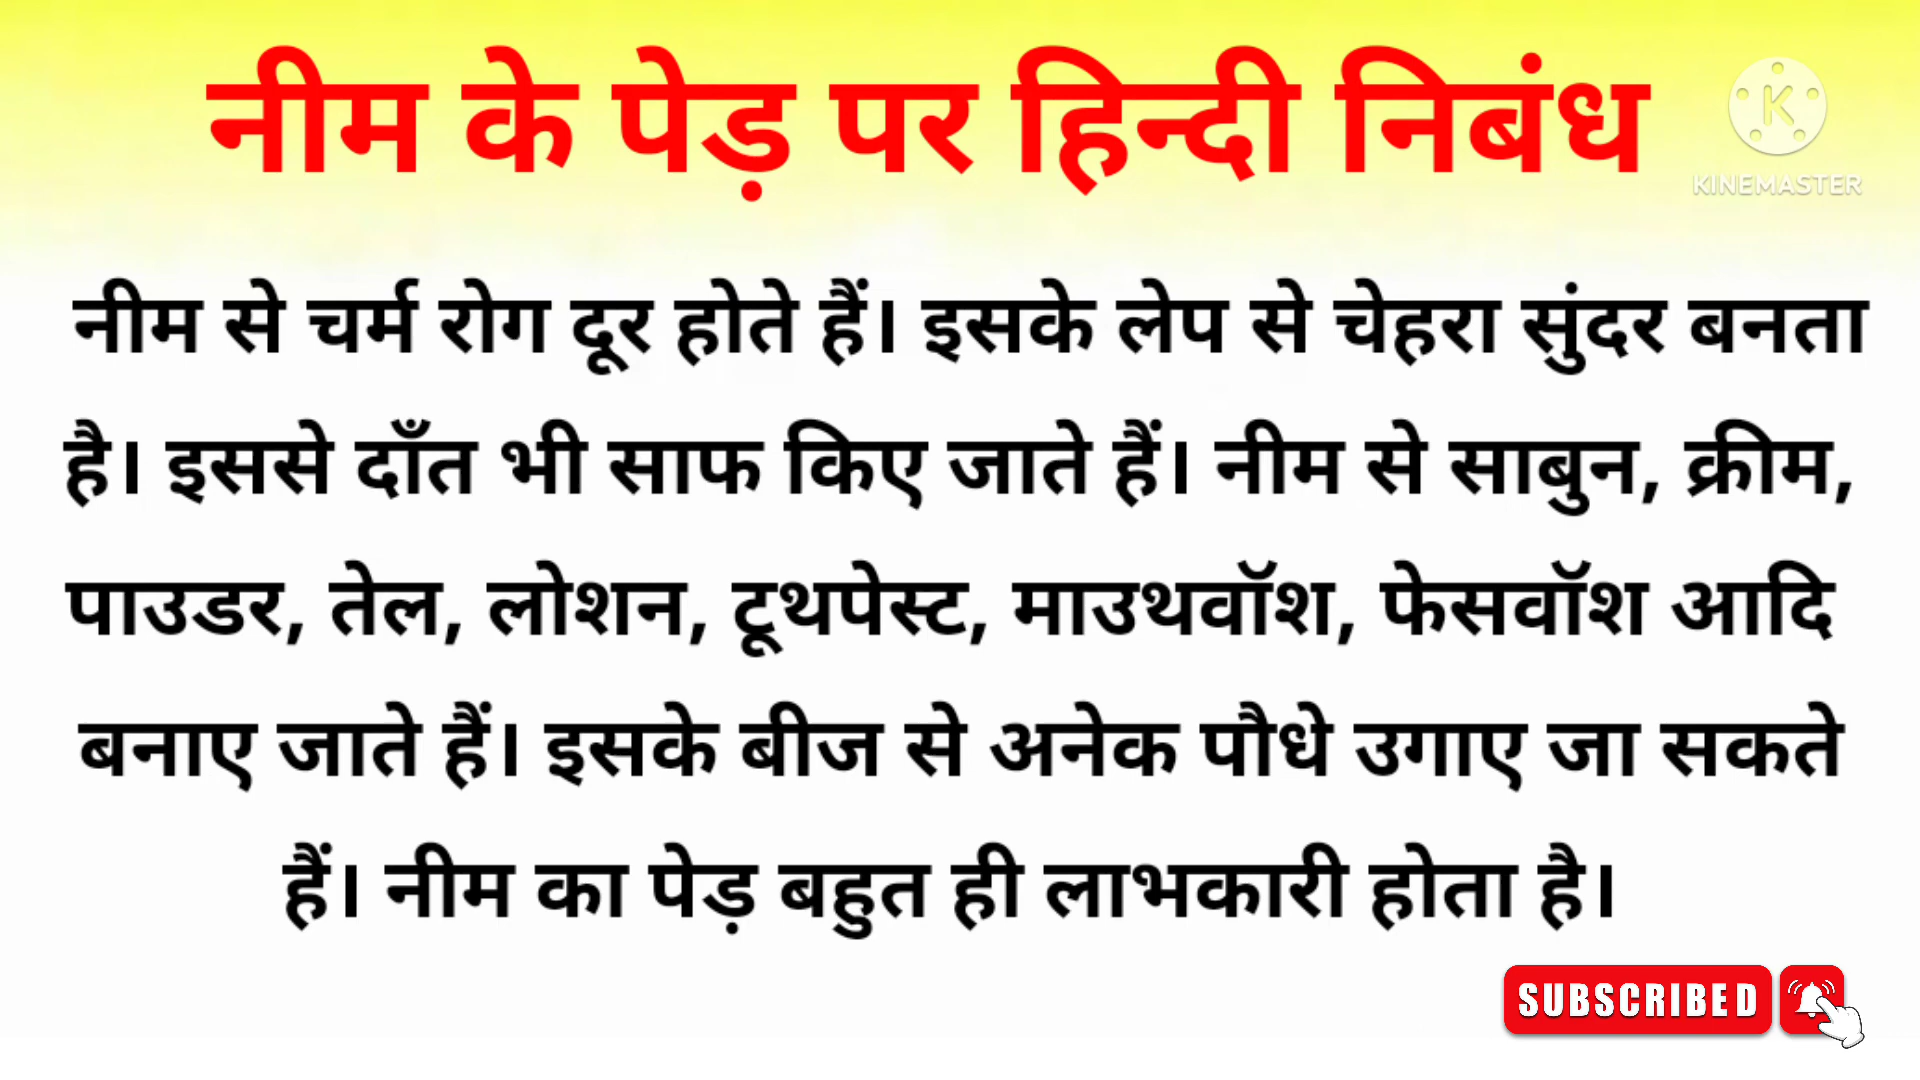 नीम के पेड़ पर हिन्दी निबंध
KINEMASTER
नीम से चर्म रोग दूर होते हैं। इसके लेप से चेहरा सुंदर बनता
है। इससे दाँत भी साफ किए जाते हैं। नीम से साबुन, क्रीम,
पाउडर, तेल, लोशन, टूथपेस्ट, माउथवॉश, फेसवॉश आदि
बनाए जाते हैं। इसके बीज से अनेक पौधे उगाए जा सकते
हैं। नीम का पेड़ बहुत ही लाभकारी होता है।
SUBSCRIBED